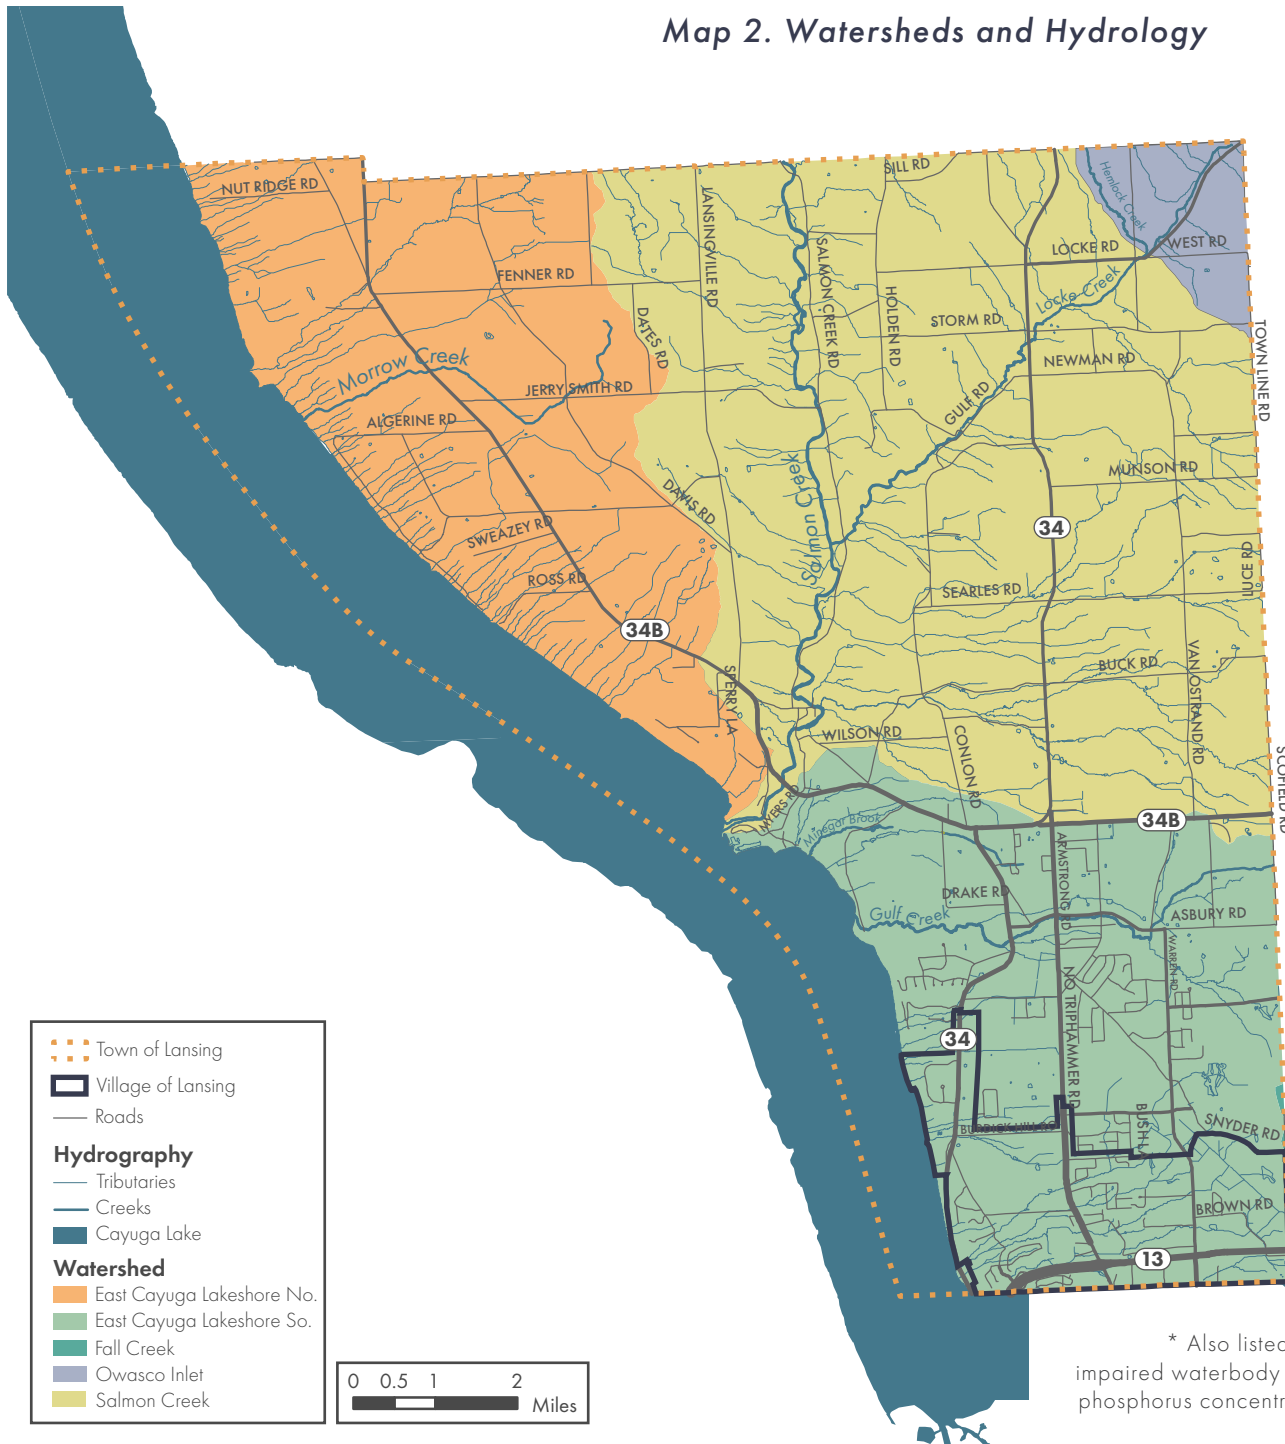 Map 2. Watersheds and Hydrology
NUT RIDGE RD
SILL RD
Hemlock Creek
LANSINGVILLE RD
SALMON CREEK RD
LOCKE RD
WEST RD
FENNER RD
HOLDEN RD
Locke Creek
DATES RD
STORM RD
TOWN LINE RD
Morrow Creek
NEWMAN RD
JERRY SMITH RD
GULF RD
ALGERINE RD
MUNSON RD
Salmon Creek
DAVIS RD
SWEAZEY RD
34
LUCE RD
ROSS RD
SEARLES RD
34B
SPERRY LA
BUCK RD
VAN OSTRAND RD
WILSON RD
CONLON RD
SCOFIELD RD
MYERS RD
Minegar Brook
34B
ARMSTRONG RD
DRAKE RD
Gulf Creek
ASBURY RD
WARREN RD
NO TRIPHAMMER RD
34
BURDICK HILL RD
BUSH LA
SNYDER RD
BROWN RD
13
Town of Lansing
Village of Lansing
Roads
Hydrography
Tributaries
Creeks
Cayuga Lake
Watershed
East Cayuga Lakeshore No.
East Cayuga Lakeshore So.
Fall Creek
Owasco Inlet
Salmon Creek
0 0.5 1 2
Miles
* Also listed
impaired waterbody
phosphorus concentr